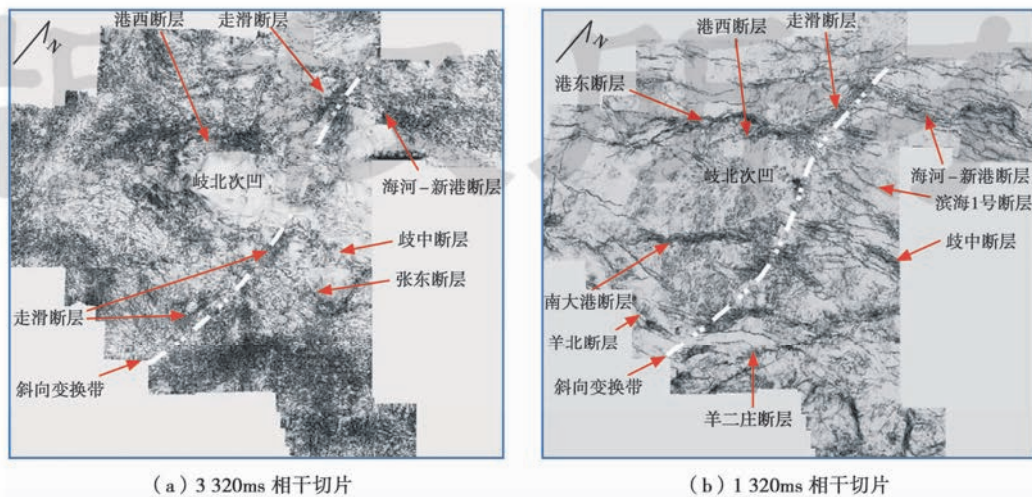 港西断层
走滑断层
N
岐北次凹
海河-新港断层
歧中断层
张东断层
走滑断层
斜向变换带
(a)3 320ms 相干切片
港西断层
走滑断层
N
港东断层
岐北次凹
海河-新港断层
滨海1号断层
歧中断层
南大港断层
羊北断层
斜向变换带
羊二庄断层
(b)1 320ms 相干切片